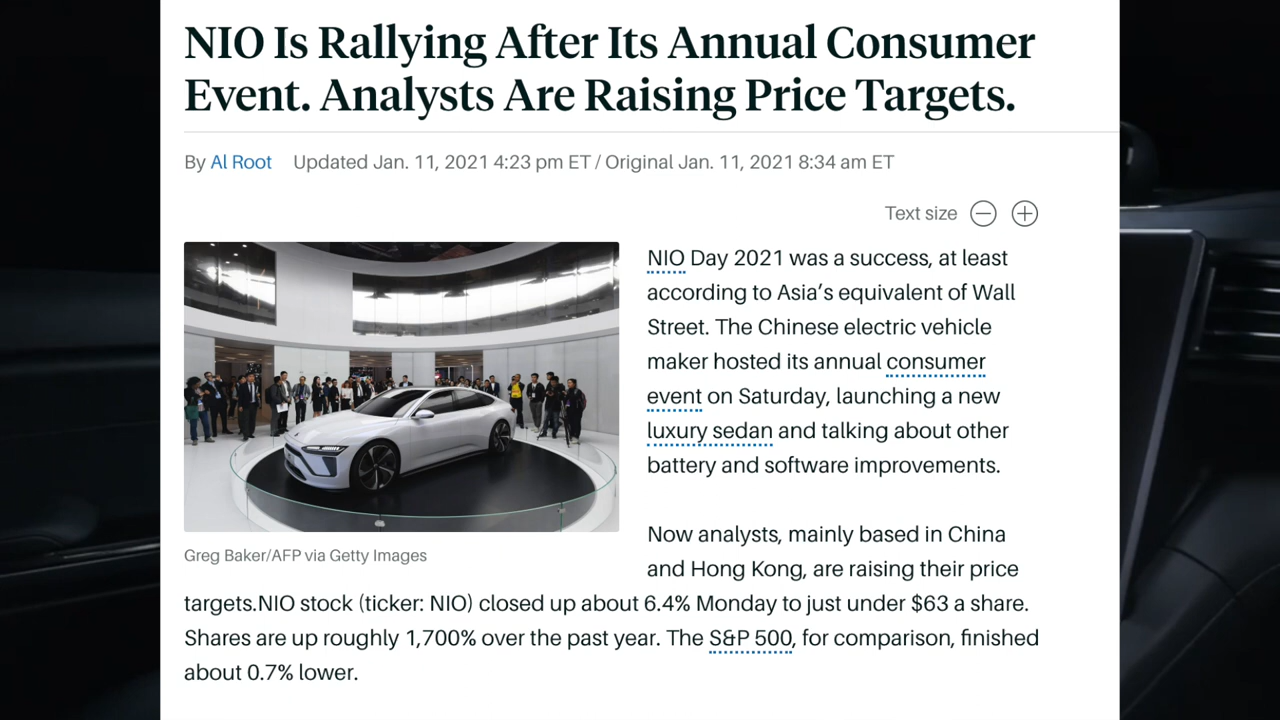 NIO Is Rallying After Its Annual Consumer
Event. Analysts Are Raising Price Targets.
By Al Root Updated Jan. 11, 2021 4:23 pm ET / Original Jan. 11, 2021 8:34 am ET
Text size
NIO Day 2021 was a success, at least
according to Asia’s equivalent of Wall
Street. The Chinese electric vehicle
maker hosted its annual consumer
event on Saturday, launching a new
luxury sedan and talking about other
battery and software improvements.
Greg Baker/AFP via Getty Images
Now analysts, mainly based in China
and Hong Kong, are raising their price
targets.NIO stock (ticker: NIO) closed up about 6.4% Monday to just under $63 a share.
Shares are up roughly 1,700% over the past year. The S&P 500, for comparison, finished
about 0.7% lower.